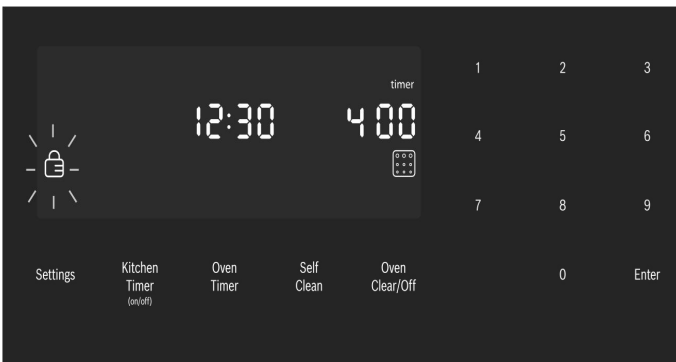 timer
12:30 4 00
1 2 3
4 5 6
7 8 9
0 Enter
Settings
Kitchen
Timer
(on/off)
Oven
Timer
Self
Clean
Oven
Clear/Off